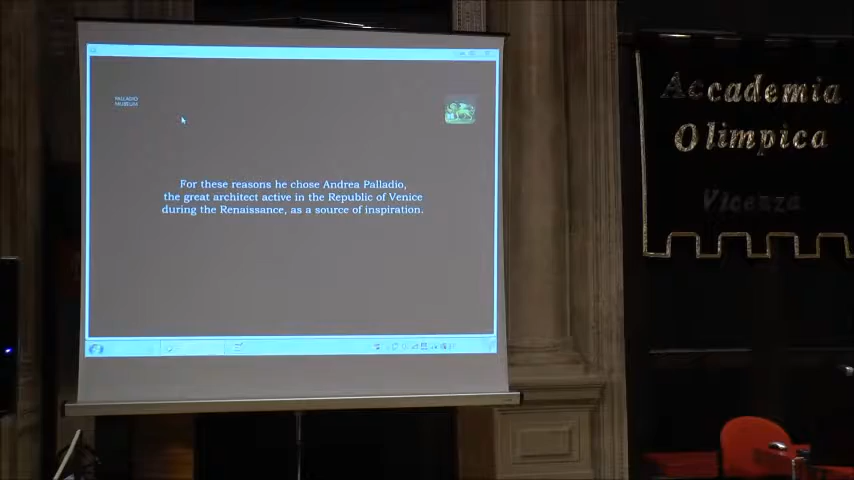 PALLADIO
MUSEUM
For these reasons he chose Andrea Palladio,
the great architect active in the Republic of Venice
during the Renaissance, as a source of inspiration.
Accademia
Olimpica
Vicenza